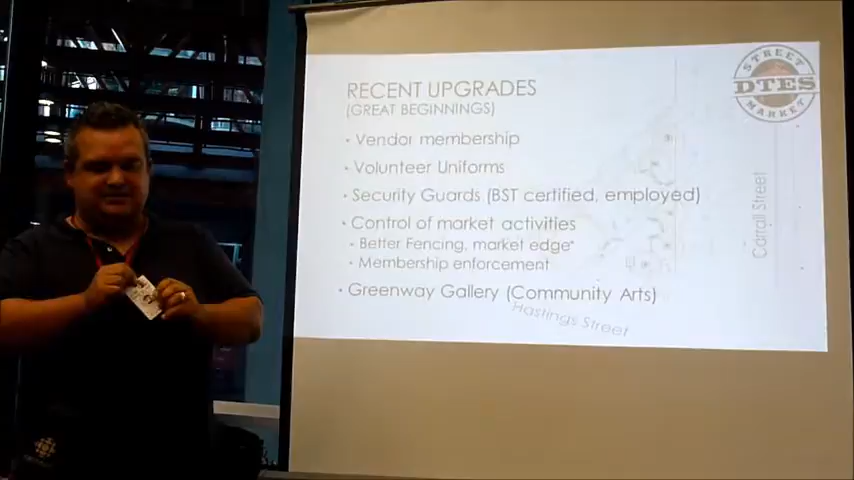 RECENT UPGRADES
(GREAT BEGINNINGS)
• Vendor membership
• Volunteer Uniforms
• Security Guards (BST certified, employed)
• Control of market activities
• Better Fencing, market edge*
• Membership enforcement
• Greenway Gallery (Community Arts)
STREET
DTES
MARKET
Carrall Street
Hastings Street